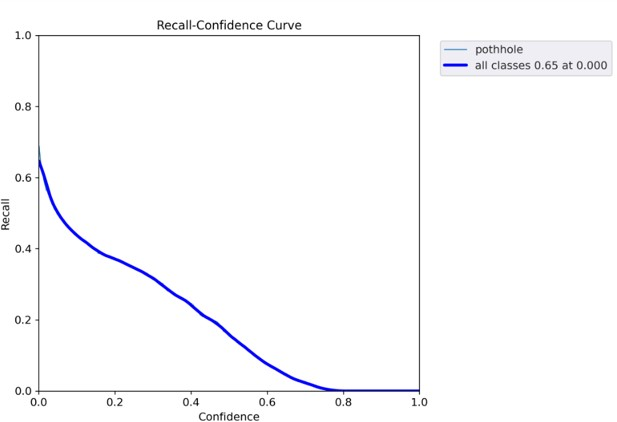 Recall-Confidence Curve
pothhole
all classes 0.65 at 0.000
1.0
0.8
0.6
0.4
0.2
0.0
Recall
0.0 0.2 0.4 0.6 0.8 1.0
Confidence